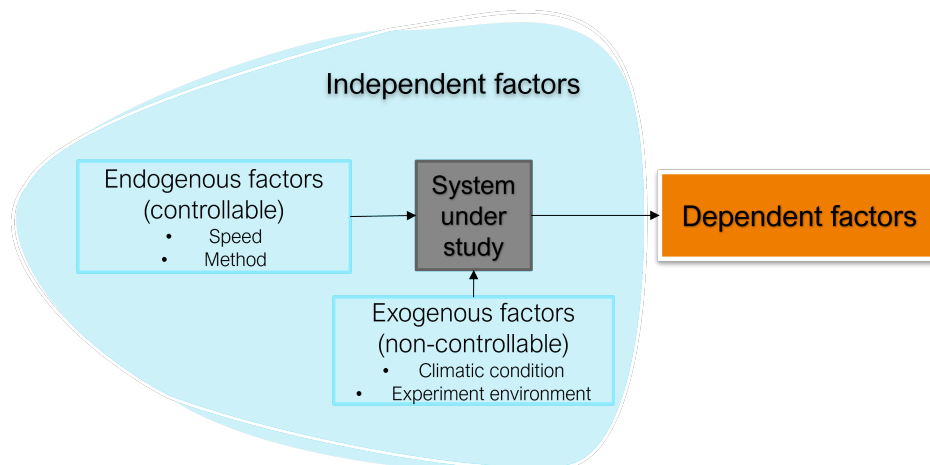 Independent factors
Endogenous factors
(controllable)
• Speed
• Method
System
under
study
Dependent factors
Exogenous factors
(non-controllable)
• Climatic condition
• Experiment environment